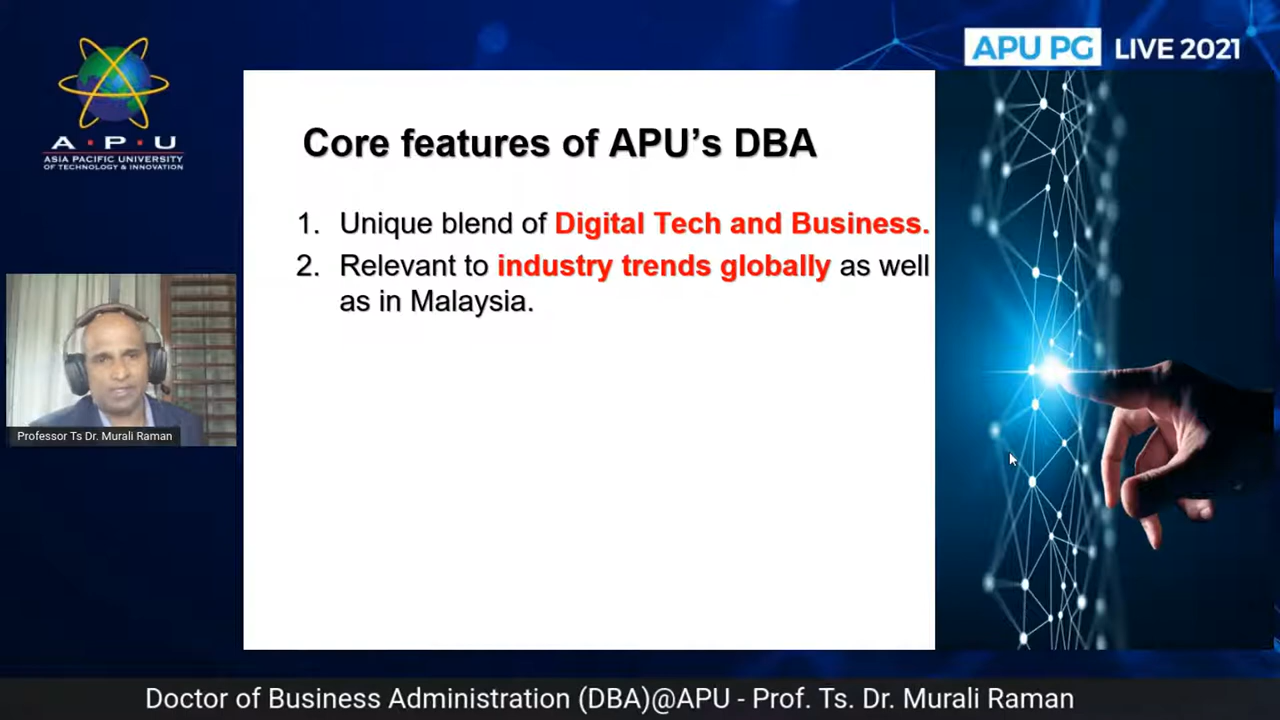 APU PG LIVE 2021
A·P·U
ASIA PACIFIC UNIVERSITY
OF TECHNOLOGY & INNOVATION
Core features of APU’s DBA
1. Unique blend of Digital Tech and Business.
2. Relevant to industry trends globally as well
as in Malaysia.
Professor Ts Dr. Murali Raman
Doctor of Business Administration (DBA)@APU - Prof. Ts. Dr. Murali Raman